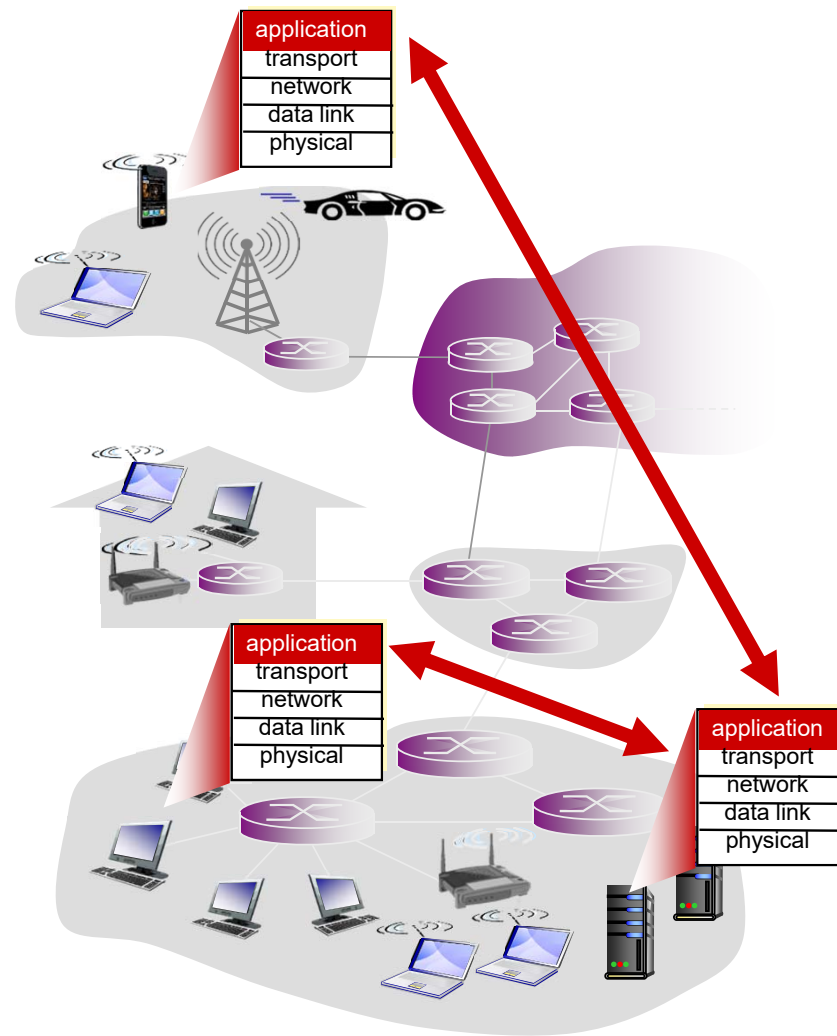 application
transport
network
data link
physical
application
transport
network
data link
physical
application
transport
network
data link
physical